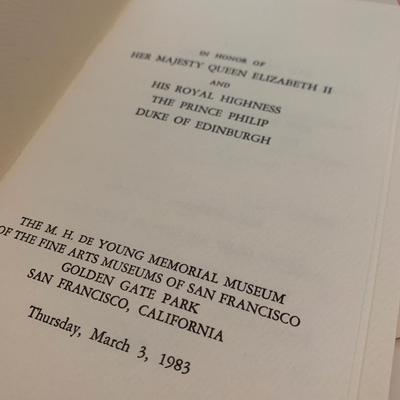 IN HONOR OF
HER MAJESTY QUEEN ELIZABETH II
AND
HIS ROYAL HIGHNESS
THE PRINCE PHILIP
DUKE OF EDINBURGH
THE M. H. DE YOUNG MEMORIAL MUSEUM
OF THE FINE ARTS MUSEUMS OF SAN FRANCISCO
GOLDEN GATE PARK
SAN FRANCISCO, CALIFORNIA
Thursday, March 3, 1983